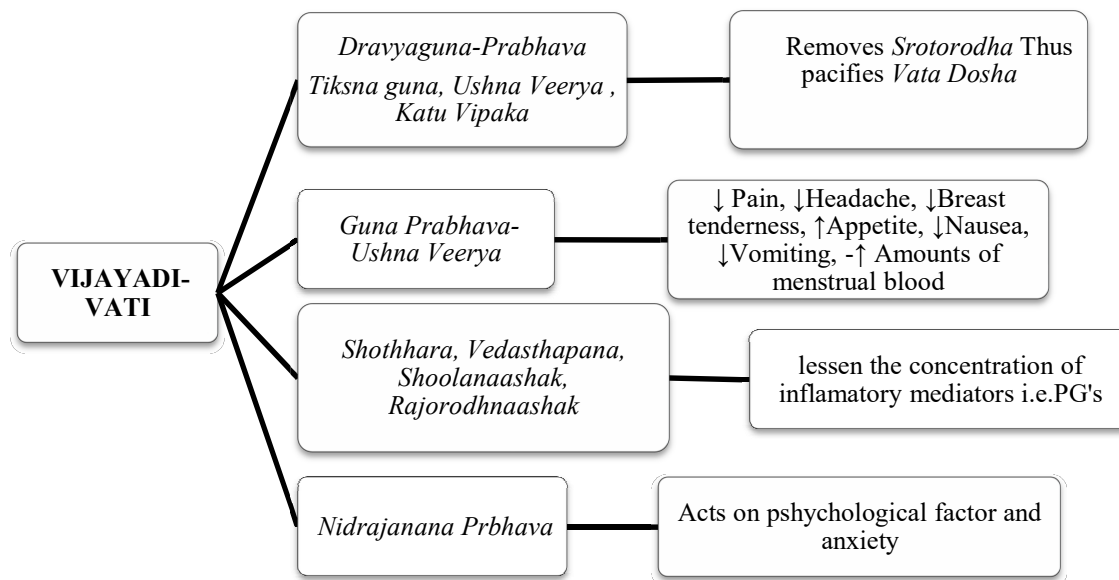 VIJAYADI-
VATI
Dravyaguna-Prabhava
Tiksna guna, Ushna Veerya ,
Katu Vipaka
Removes Srotorodha Thus
pacifies Vata Dosha
Guna Prabhava-
Ushna Veerya
↓ Pain, ↓Headache, ↓Breast
tenderness, ↑Appetite, ↓Nausea,
↓Vomiting, -↑ Amounts of
menstrual blood
Shothhara, Vedasthapana,
Shoolanaashak,
Rajorodhnaashak
lessen the concentration of
inflamatory mediators i.e.PG's
Nidrajanana Prbhava
Acts on pshychological factor and
anxiety